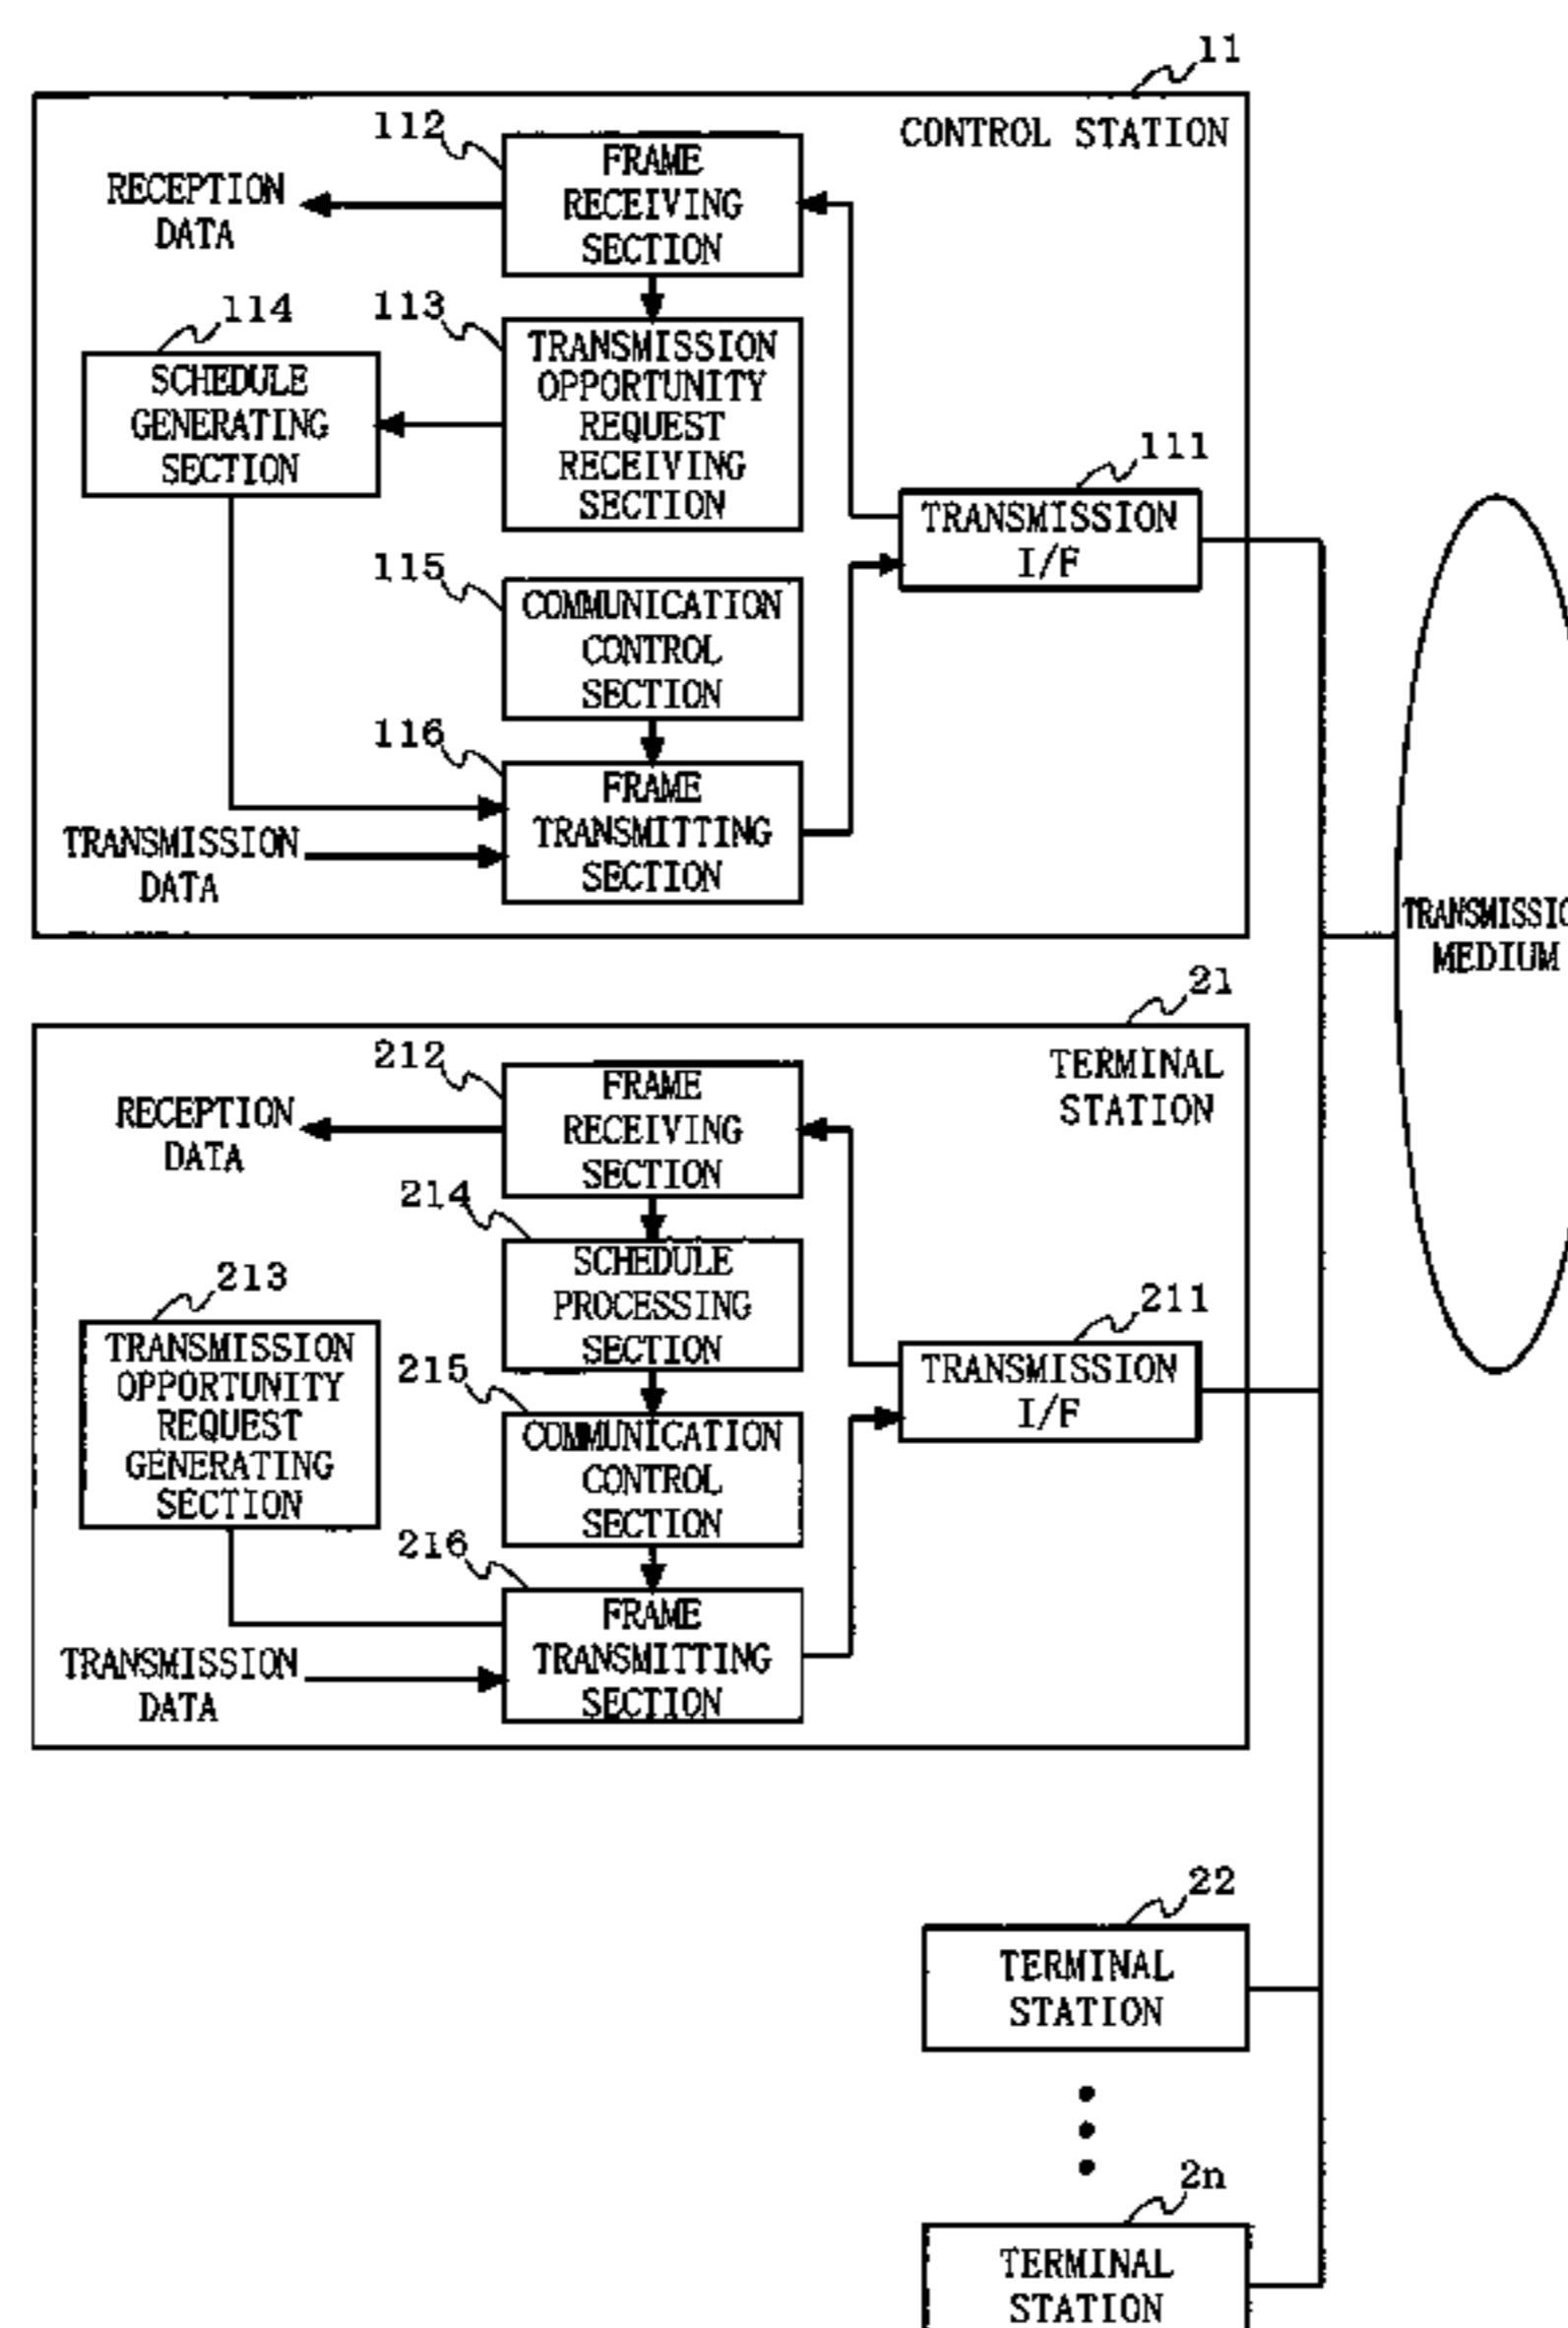 11
CONTROL STATION
112
FRAME
RECEIVING
SECTION
RECEPTION
DATA
114
113
SCHEDULE
GENERATING
SECTION
TRANSMISSION
OPPORTUNITY
REQUEST
RECEIVING
SECTION
111
TRANSMISSION
I/F
115
COMMUNICATION
CONTROL
SECTION
116
FRAME
TRANSMITTING
SECTION
TRANSMISSION
DATA
MEDIUM
21
TERMINAL
STATION
212
FRAME
RECEIVING
SECTION
RECEPTION
DATA
214
SCHEDULE
PROCESSING
SECTION
213
TRANSMISSION
OPPORTUNITY
REQUEST
GENERATING
SECTION
211
TRANSMISSION
I/F
215
COMMUNICATION
CONTROL
SECTION
216
FRAME
TRANSMITTING
SECTION
TRANSMISSION
DATA
22
TERMINAL
STATION
2n
TERMINAL
STATION